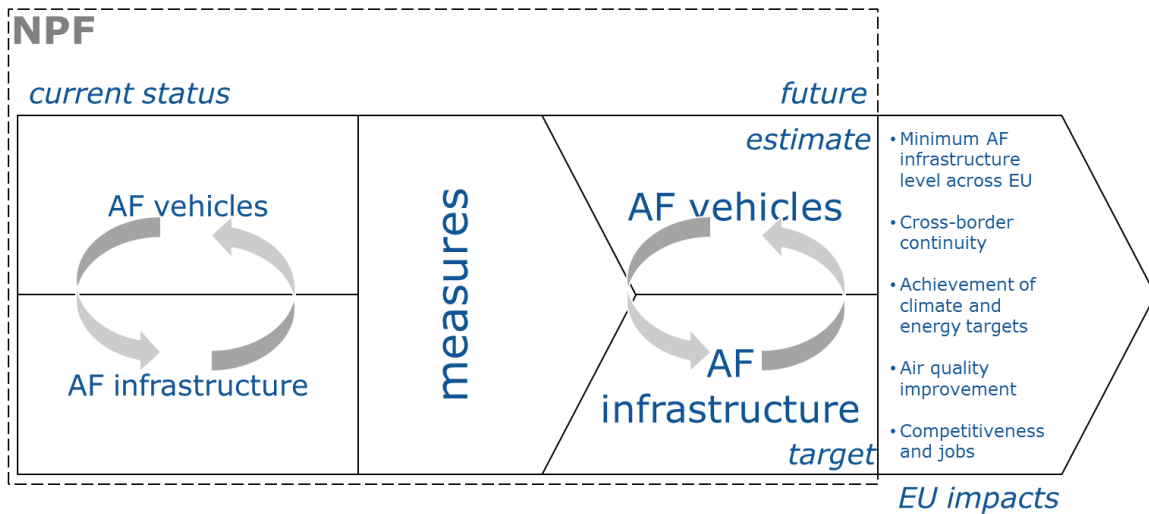 NPF
current status
future
AF vehicles
AF infrastructure
measures
estimate
AF vehicles
AF
infrastructure
target
• Minimum AF
infrastructure
level across EU
• Cross-border
continuity
• Achievement of
climate and
energy targets
• Air quality
improvement
• Competitiveness
and jobs
EU impacts